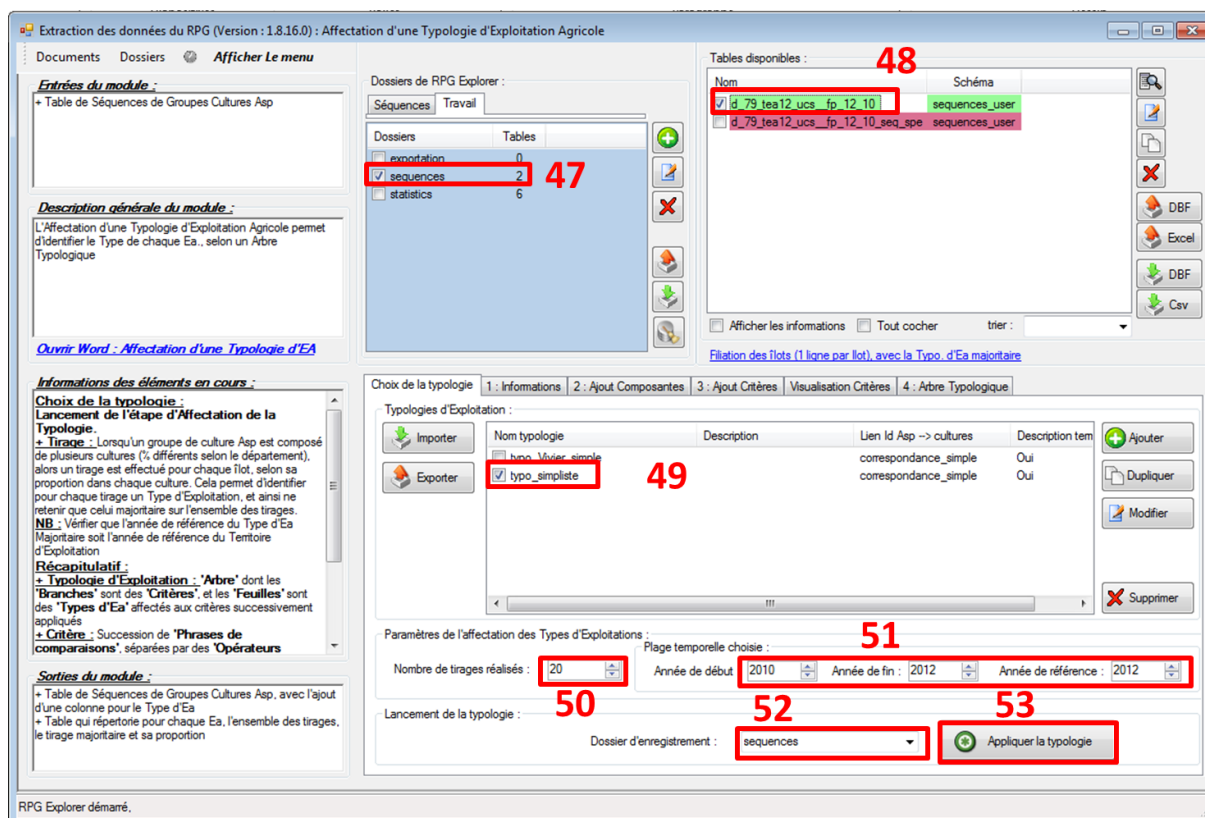 Extraction des données du RPG (Version : 1.8.16.0) : Affectation d'une Typologie d'Exploitation Agricole
Documents Dossiers Afficher Le menu
Entrées du module :
+ Table de Séquences de Groupes Cultures Asp
Description générale du module :
L'Affectation d'une Typologie d'Exploitation Agricole permet
d'identifier le Type de chaque Ea., selon un Arbre
Typologique
Ouvrir Word : Affectation d'une Typologie d'EA
Dossiers de RPG Explorer :
Séquences Travail
Dossiers Tables
exportation 0
sequences 2
statistics 6
47
Tables disponibles :
48
Nom Schéma
d_79_tea12_ucs__fp_12_10 sequences_user
d_79_tea12_ucs__fp_12_10_seq_spe sequences_user
DBF
Excel
DBF
Csv
Afficher les informations Tout cocher trier :
Filiation des îlots (1 ligne par Ilot), avec la Typo. d'Ea majoritaire
Informations des éléments en cours :
Choix de la typologie :
Lancement de l'étape d'Affectation de la
Typologie.
+ Tirage : Lorsqu'un groupe de culture Asp est composé
de plusieurs cultures (% différents selon le département),
alors un tirage est effectué pour chaque îlot, selon sa
proportion dans chaque culture. Cela permet d'identifier
pour chaque tirage un Type d'Exploitation, et ainsi ne
retenir que celui majoritaire sur l'ensemble des tirages.
NB : Vérifier que l'année de référence du Type d'Ea
Majoritaire soit l'année de référence du Territoire
d'Exploitation
Récapitulatif :
+ Typologie d'Exploitation : 'Arbre' dont les
'Branches' sont des 'Critères', et les 'Feuilles' sont
des 'Types d'Ea' affectés aux critères successivement
appliqués
+ Critère : Succession de 'Phrases de
comparaisons', séparées par des 'Opérateurs
Sorties du module :
+ Table de Séquences de Groupes Cultures Asp, avec l'ajout
d'une colonne pour le Type d'Ea
+ Table qui répertorie pour chaque Ea, l'ensemble des tirages,
le tirage majoritaire et sa proportion
Choix de la typologie 1 : Informations 2 : Ajout Composantes 3 : Ajout Critères Visualisation Critères 4 : Arbre Typologique
Typologies d'Exploitation :
Importer
Exporter
Nom typologie Description Lien Id Asp --> cultures Description tem
typo_Vivier_simple correspondance_simple Oui
typo_simpliste correspondance_simple Oui
49
Ajouter
Dupliquer
Modifier
Supprimer
Paramètres de l'affectation des Types d'Exploitations :
51
Plage temporelle choisie :
Nombre de tirages réalisés : 20 Année de début 2010 Année de fin : 2012 Année de référence : 2012
50
52
53
Lancement de la typologie :
Dossier d'enregistrement : sequences Appliquer la typologie
RPG Explorer démarré,